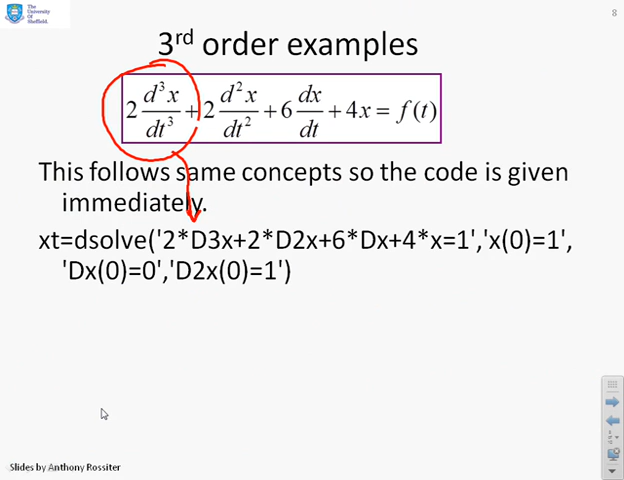 The
University
Of
Sheffield.
8
3rd order examples
2 d³x/dt³ + 2 d²x/dt² + 6 dx/dt + 4x = f(t)
This follows same concepts so the code is given
immediately.
xt=dsolve('2*D3x+2*D2x+6*Dx+4*x=1','x(0)=1',
'Dx(0)=0','D2x(0)=1')
Slides by Anthony Rossiter